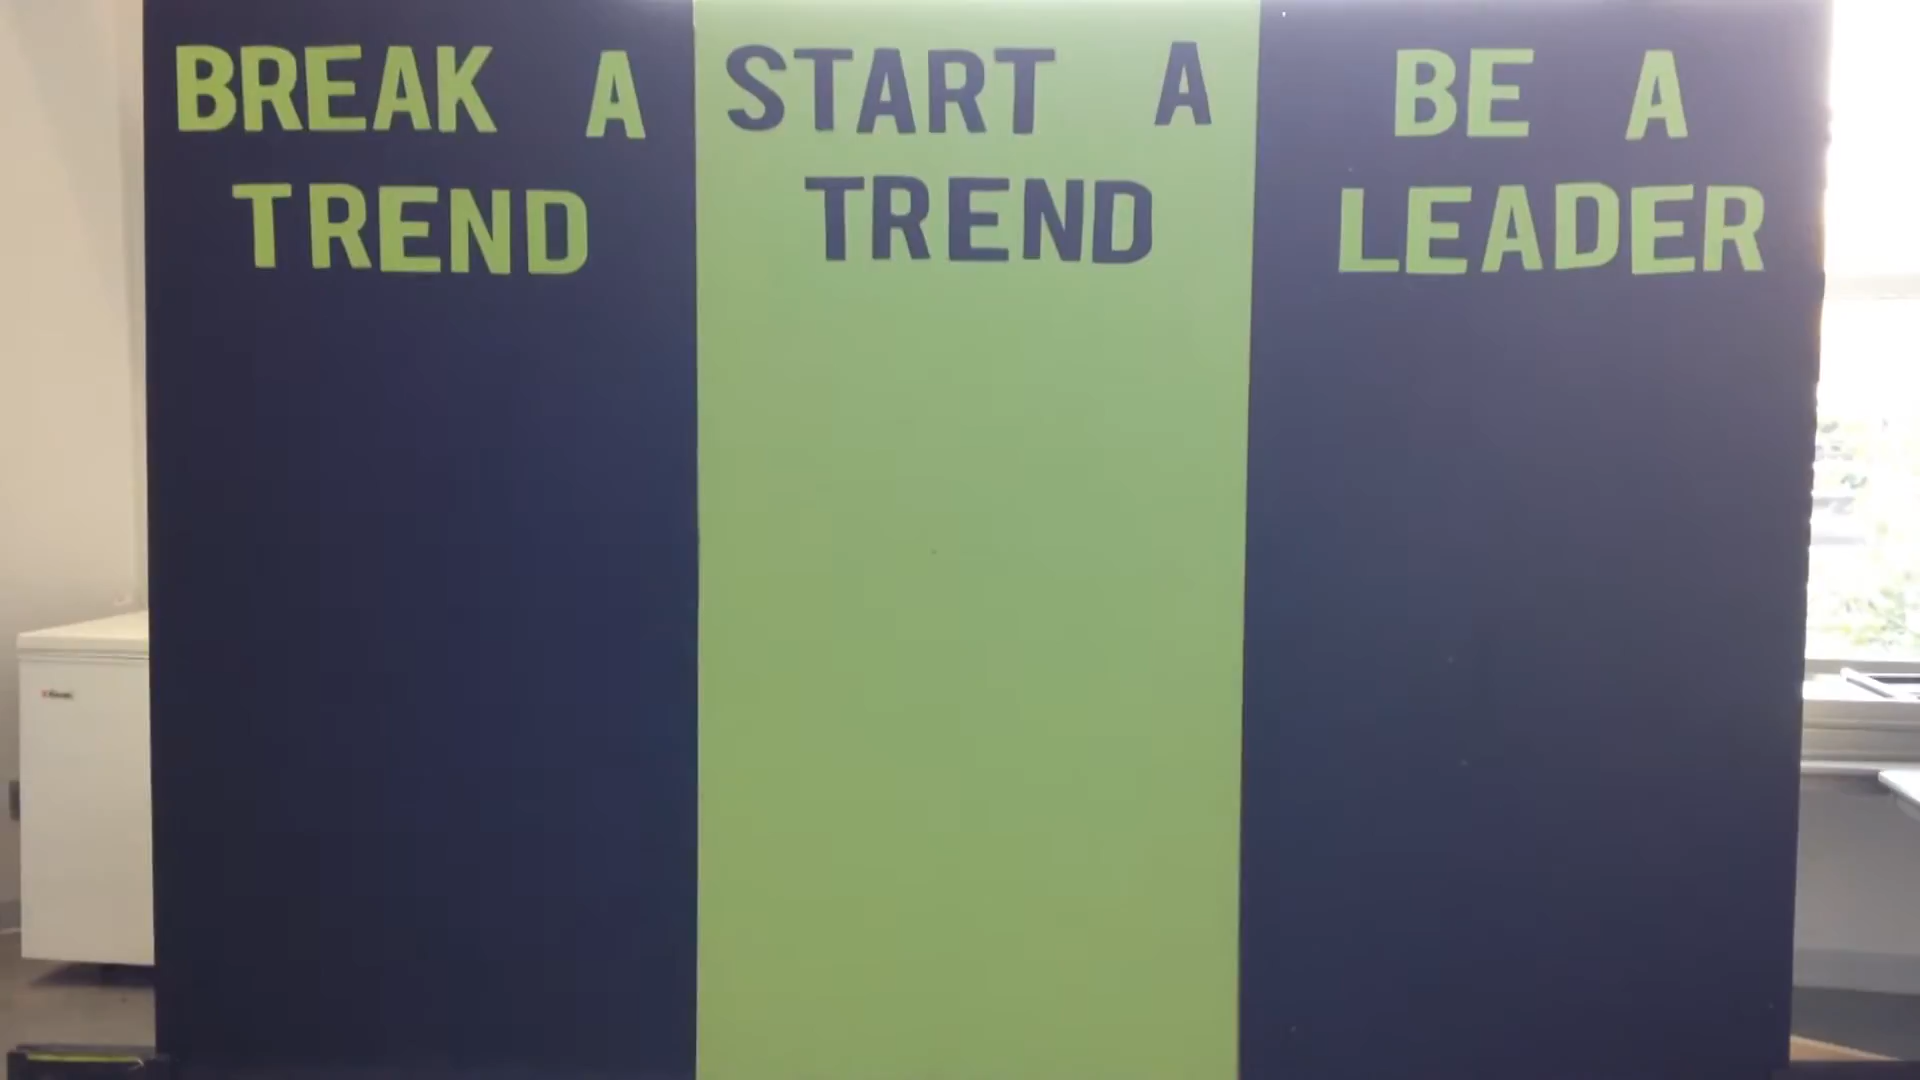 BREAK A
TREND
START A
TREND
BE A
LEADER